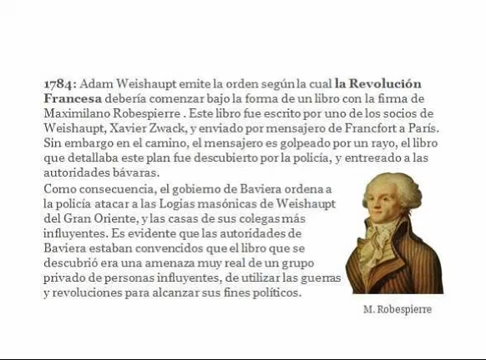 1784: Adam Weishaupt emite la orden según la cual la Revolución
Francesa debería comenzar bajo la forma de un libro con la firma de
Maximilano Robespierre . Este libro fue escrito por uno de los socios de
Weishaupt, Xavier Zwack, y enviado por mensajero de Francfort a París.
Sin embargo en el camino, el mensajero es golpeado por un rayo, el libro
que detallaba este plan fue descubierto por la policía, y entregado a las
autoridades bávaras.
Como consecuencia, el gobierno de Baviera ordena a
la policía atacar a las Logias masónicas de Weishaupt
del Gran Oriente, y las casas de sus colegas más
influyentes. Es evidente que las autoridades de
Baviera estaban convencidos que el libro que se
descubrió era una amenaza muy real de un grupo
privado de personas influyentes, de utilizar las guerras
y revoluciones para alcanzar sus fines políticos.
M. Robespierre